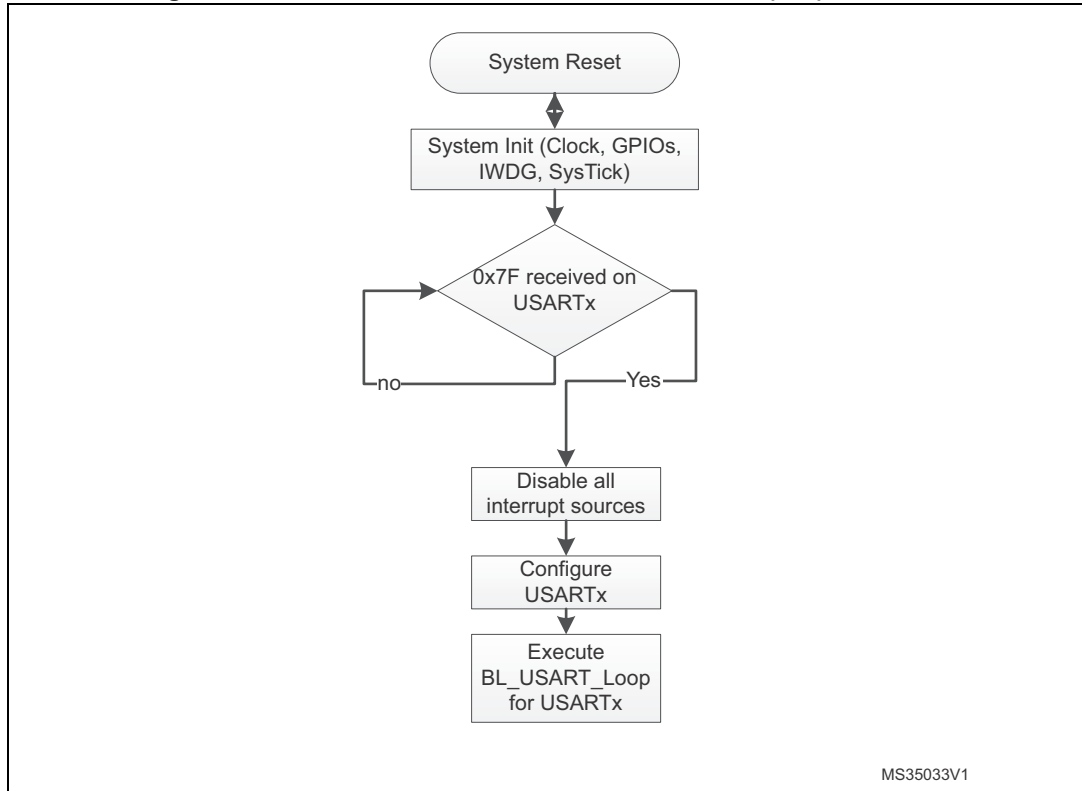 System Reset
System Init (Clock, GPIOs,
IWDG, SysTick)
0x7F received on
USARTx
no
Yes
Disable all
interrupt sources
Configure
USARTx
Execute
BL_USART_Loop
for USARTx
MS35033V1